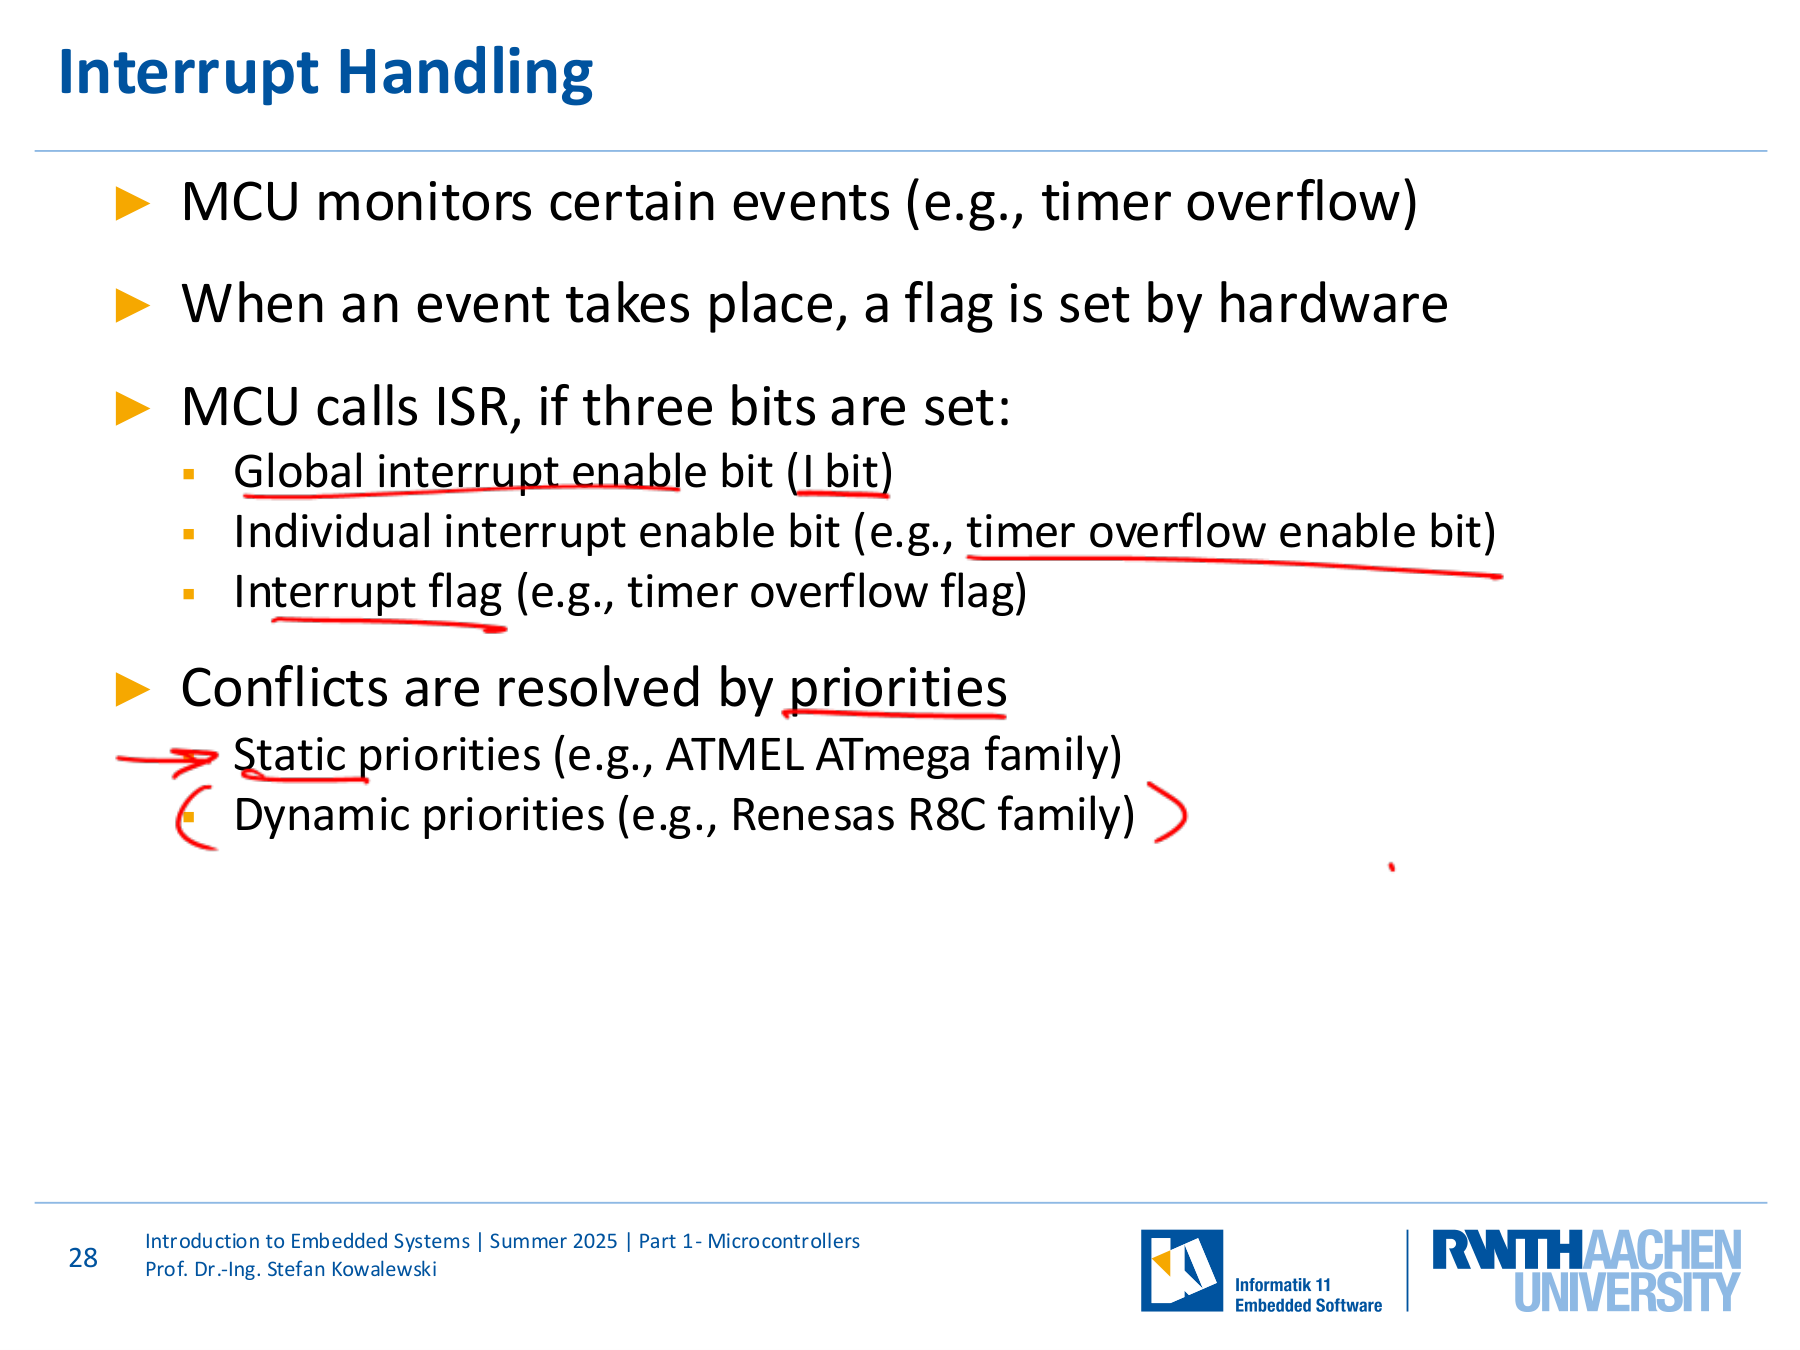 Interrupt Handling
► MCU monitors certain events (e.g., timer overflow)
► When an event takes place, a flag is set by hardware
► MCU calls ISR, if three bits are set:
▪ Global interrupt enable bit (I bit)
▪ Individual interrupt enable bit (e.g., timer overflow enable bit)
▪ Interrupt flag (e.g., timer overflow flag)
► Conflicts are resolved by priorities
Static priorities (e.g., ATMEL ATmega family)
▪ Dynamic priorities (e.g., Renesas R8C family)
28
Introduction to Embedded Systems | Summer 2025 | Part 1- Microcontrollers
Prof. Dr.-Ing. Stefan Kowalewski
Informatik 11
Embedded Software
RWTHAACHEN
UNIVERSITY